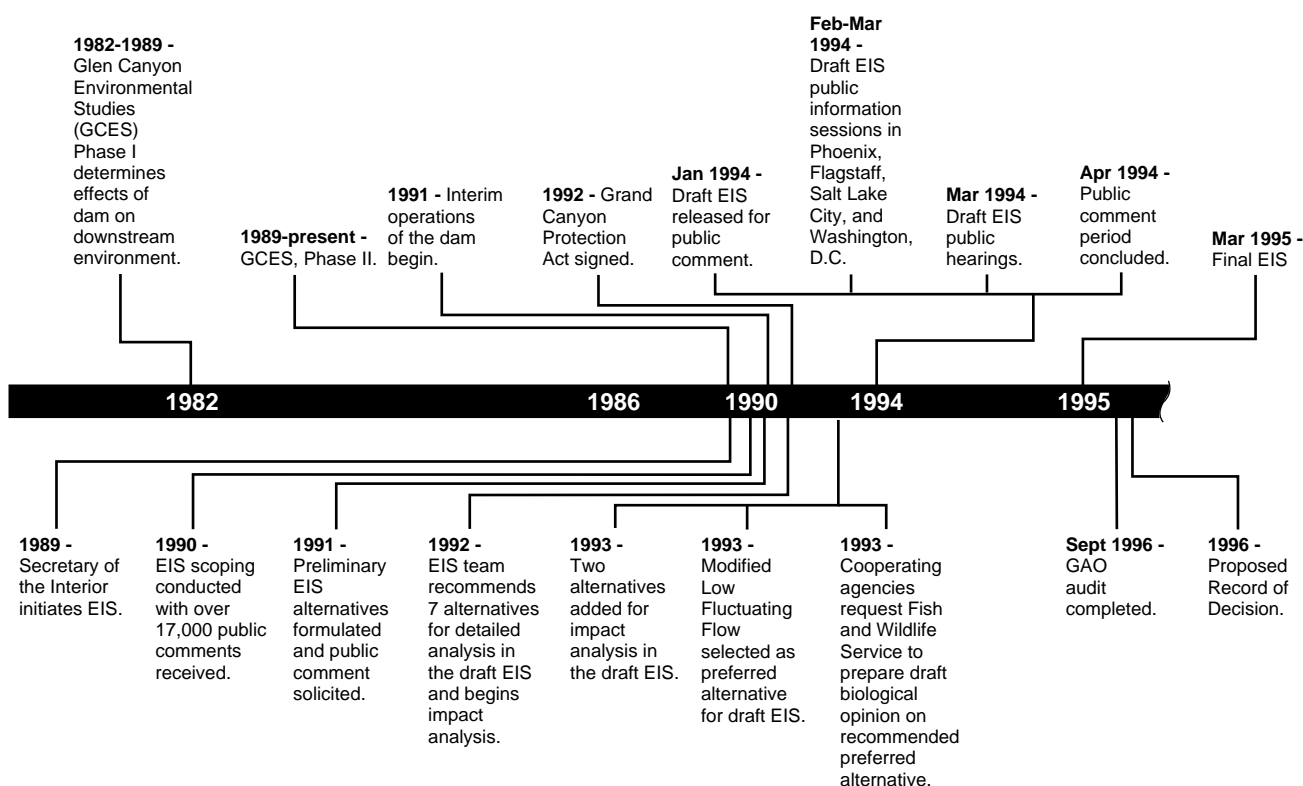 1982-1989 -
Glen Canyon
Environmental
Studies
(GCES)
Phase I
determines
effects of
dam on
downstream
environment.
1989-present -
GCES, Phase II.
1991 - Interim
operations
of the dam
begin.
1992 - Grand
Canyon
Protection
Act signed.
Jan 1994 -
Draft EIS
released for
public
comment.
Feb-Mar
1994 -
Draft EIS
public
information
sessions in
Phoenix,
Flagstaff,
Salt Lake
City, and
Washington,
D.C.
Mar 1994 -
Draft EIS
public
hearings.
Apr 1994 -
Public
comment
period
concluded.
Mar 1995 -
Final EIS
1982
1986
1990
1994
1995
1989 -
Secretary of
the Interior
initiates EIS.
1990 -
EIS scoping
conducted
with over
17,000 public
comments
received.
1991 -
Preliminary
EIS
alternatives
formulated
and public
comment
solicited.
1992 -
EIS team
recommends
7 alternatives
for detailed
analysis in
the draft EIS
and begins
impact
analysis.
1993 -
Two
alternatives
added for
impact
analysis in
the draft EIS.
1993 -
Modified
Low
Fluctuating
Flow
selected as
preferred
alternative
for draft EIS.
1993 -
Cooperating
agencies
request Fish
and Wildlife
Service to
prepare draft
biological
opinion on
recommended
preferred
alternative.
Sept 1996 -
GAO
audit
completed.
1996 -
Proposed
Record of
Decision.